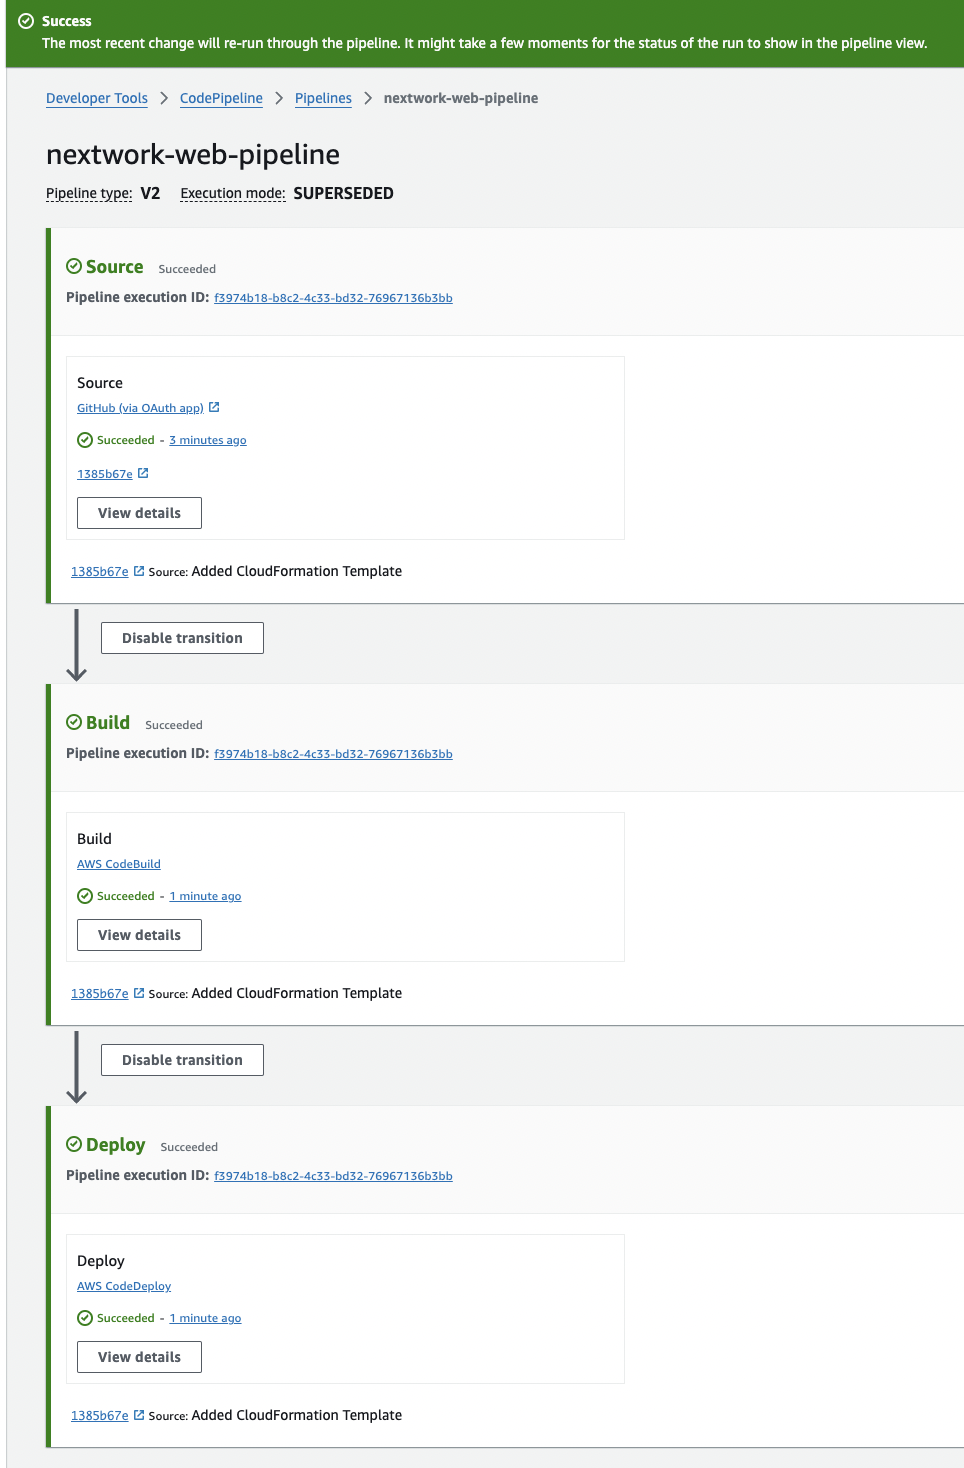 Success
The most recent change will re-run through the pipeline. It might take a few moments for the status of the run to show in the pipeline view.
Developer Tools > CodePipeline > Pipelines > nextwork-web-pipeline
nextwork-web-pipeline
Pipeline type: V2 Execution mode: SUPERSEDED
Source Succeeded
Pipeline execution ID: f3974b18-b8c2-4c33-bd32-76967136b3bb
Source
GitHub (via OAuth app)
Succeeded - 3 minutes ago
1385b67e
View details
1385b67e Source: Added CloudFormation Template
Disable transition
Build Succeeded
Pipeline execution ID: f3974b18-b8c2-4c33-bd32-76967136b3bb
Build
AWS CodeBuild
Succeeded - 1 minute ago
View details
1385b67e Source: Added CloudFormation Template
Disable transition
Deploy Succeeded
Pipeline execution ID: f3974b18-b8c2-4c33-bd32-76967136b3bb
Deploy
AWS CodeDeploy
Succeeded - 1 minute ago
View details
1385b67e Source: Added CloudFormation Template